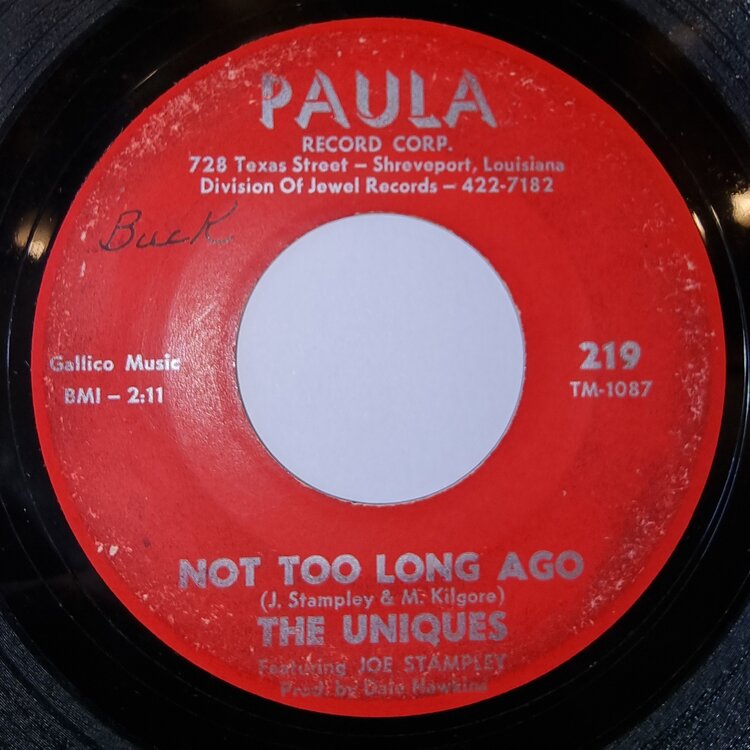 PAULA
RECORD CORP.
728 Texas Street – Shreveport, Louisiana
Division Of Jewel Records – 422-7182
Buck
Gallico Music
BMI – 2:11
219
TM-1087
NOT TOO LONG AGO
(J. Stampley & M. Kilgore)
THE UNIQUES
Featuring JOE STAMPLEY
Prod. by Dale Hawkins